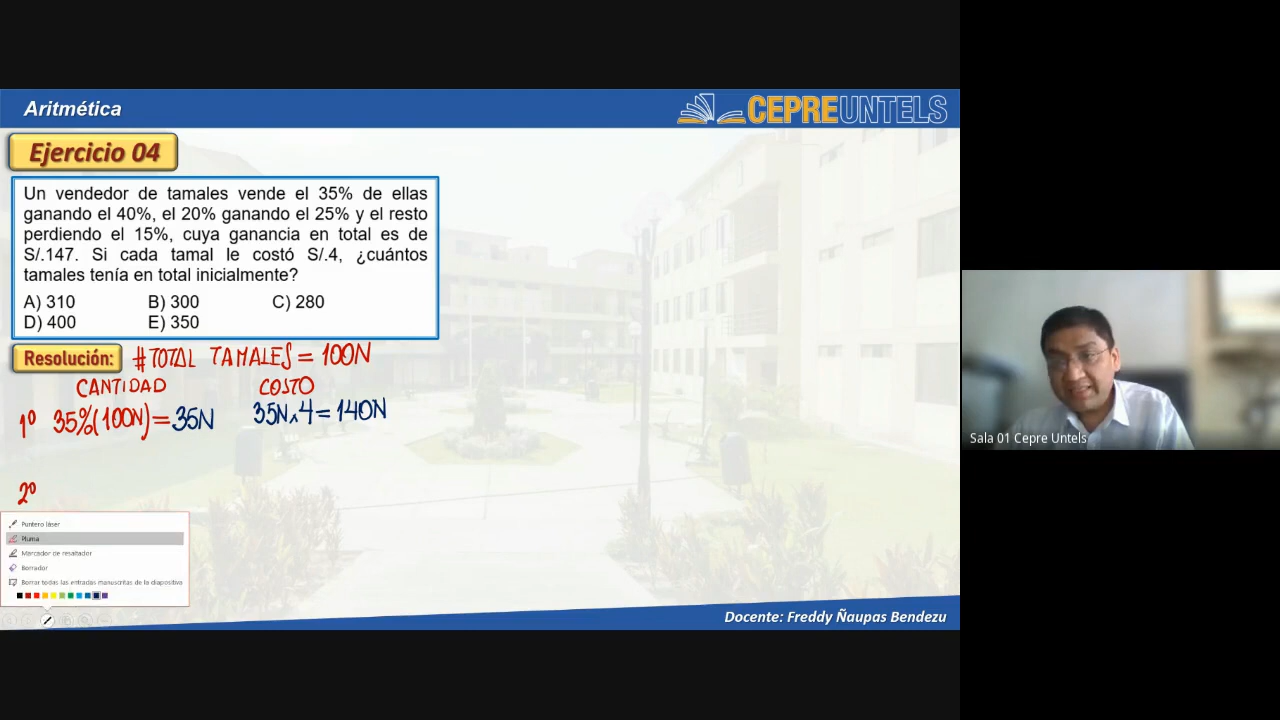 Aritmética
CEPREUNTELS
Ejercicio 04
Un vendedor de tamales vende el 35% de ellas
ganando el 40%, el 20% ganando el 25% y el resto
perdiendo el 15%, cuya ganancia en total es de
S/.147. Si cada tamal le costó S/.4, ¿cuántos
tamales tenía en total inicialmente?
A) 310 B) 300 C) 280
D) 400 E) 350
Resolución: #TOTAL TAMALES = 100N
CANTIDAD COSTO
1º 35%(100N)=35N 35N×4=140N
2º
Puntero láser
Pluma
Marcador de resaltador
Borrador
Borrar todas las entradas manuscritas de la diapositiva
Docente: Freddy Ñaupas Bendezu
Sala 01 Cepre Untels